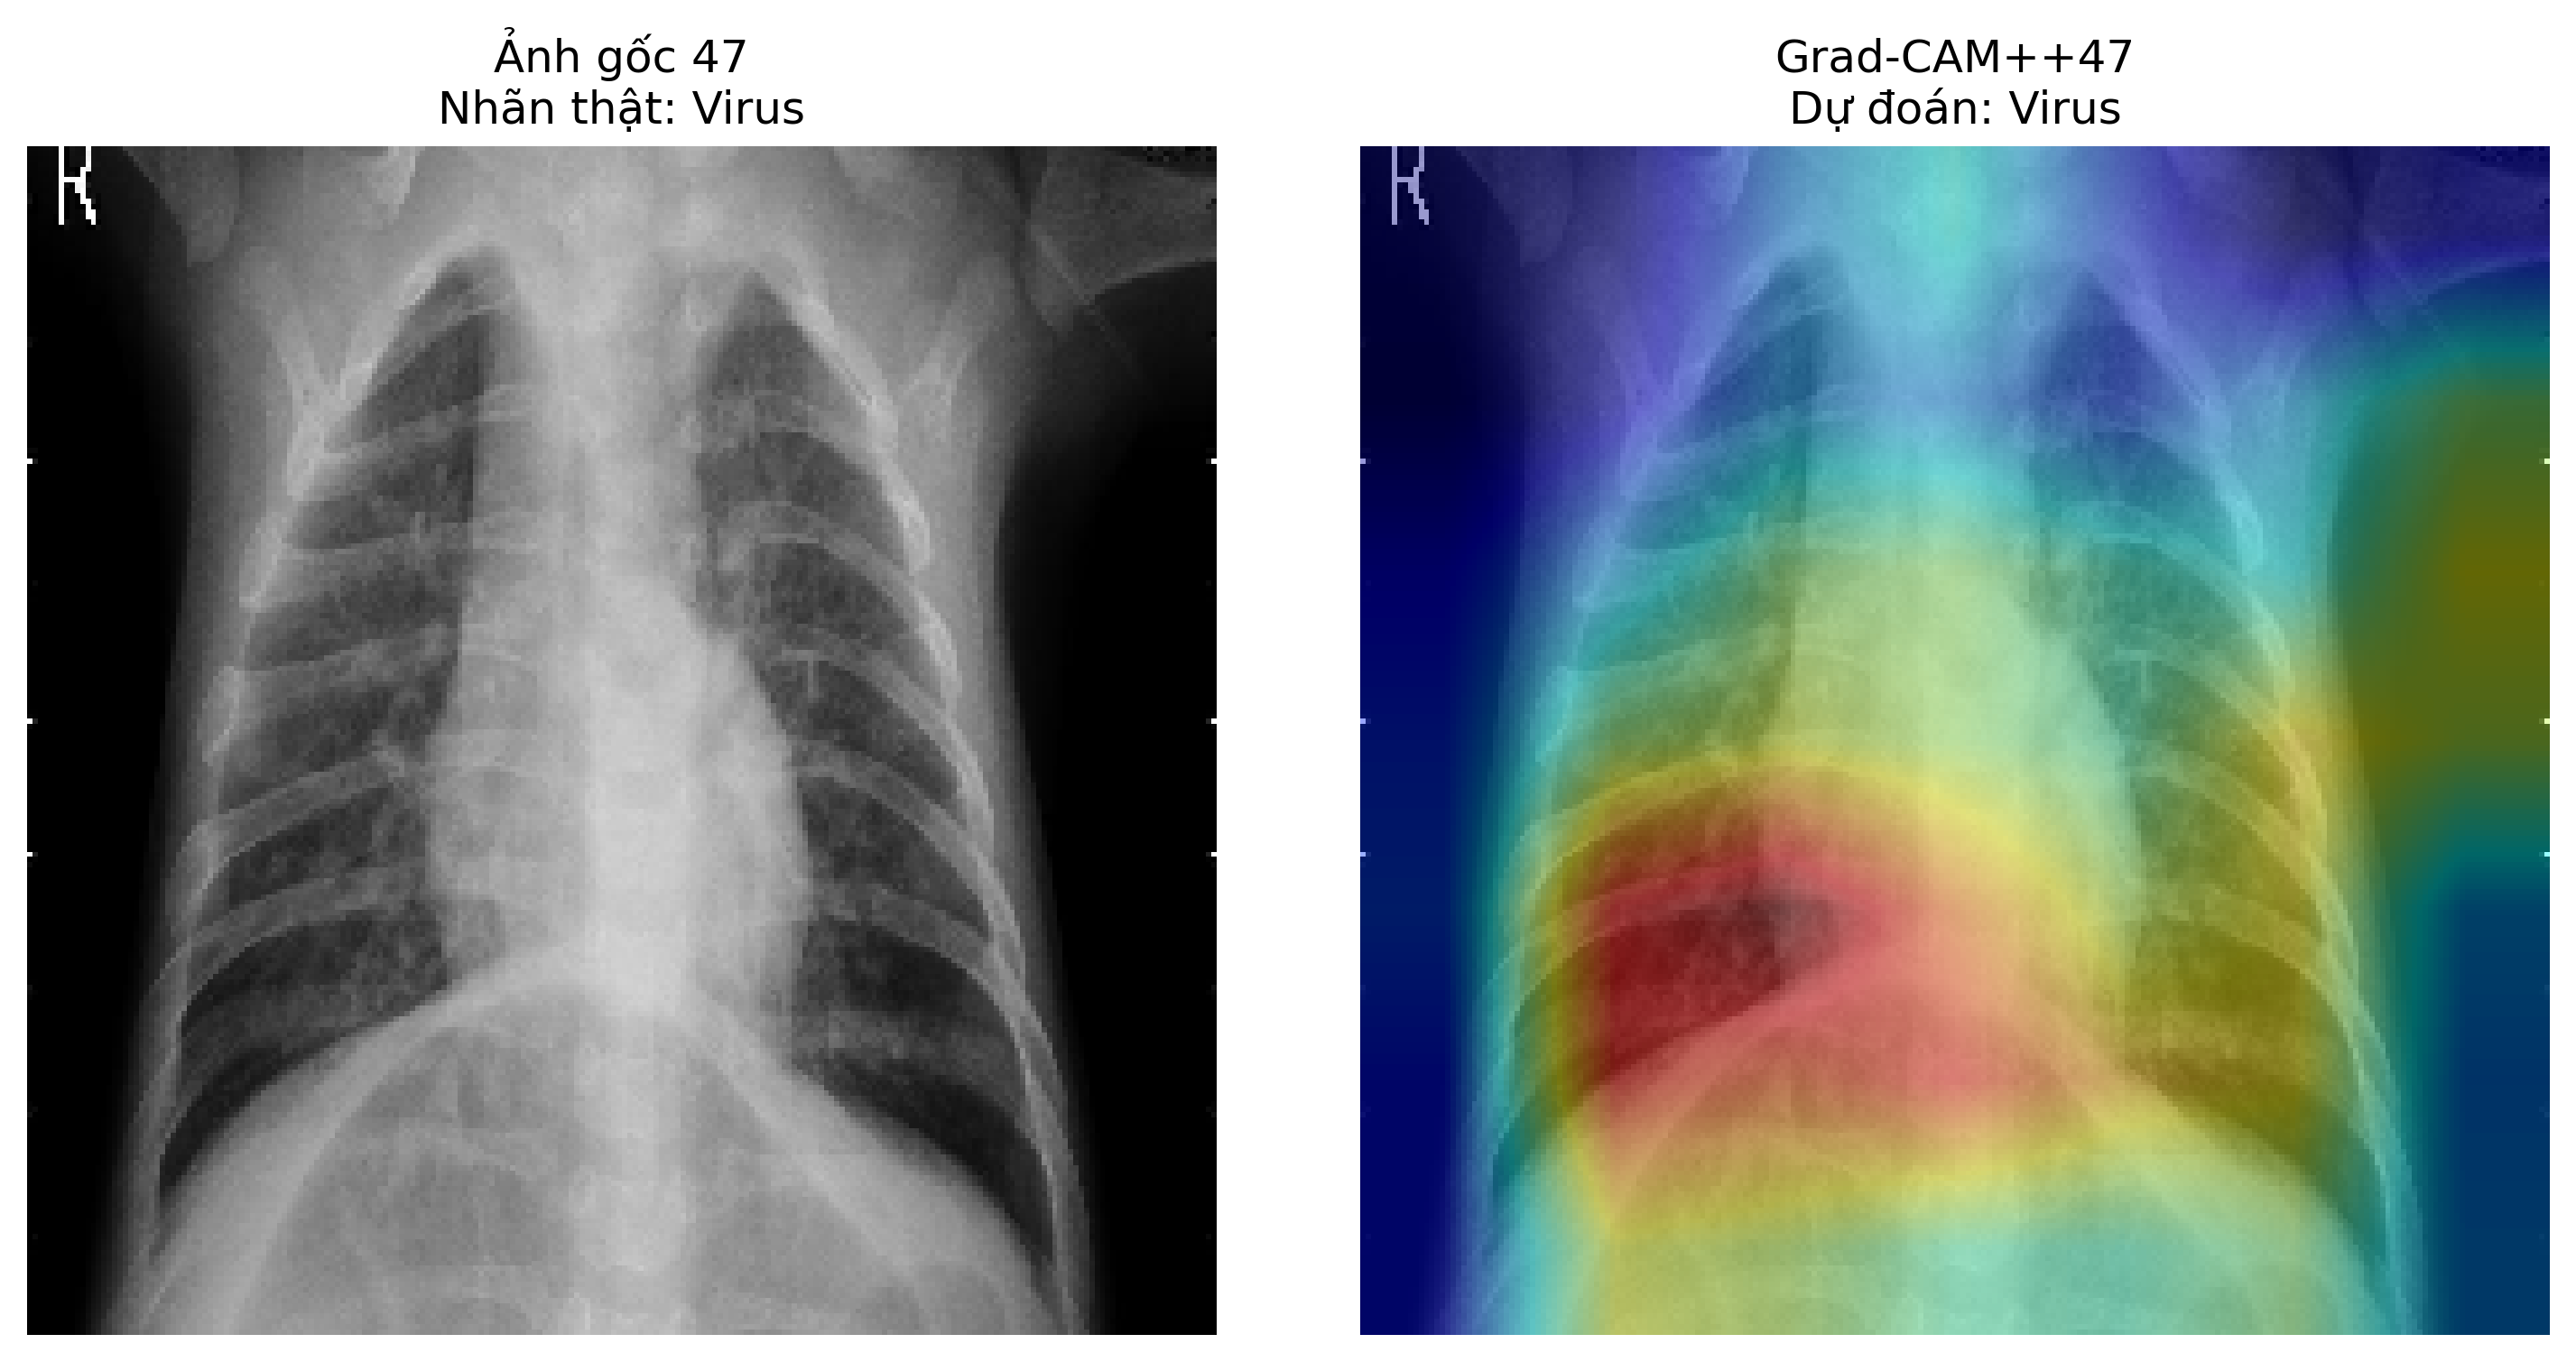 Ảnh gốc 47
Nhãn thật: Virus
R
Grad-CAM++47
Dự đoán: Virus
R